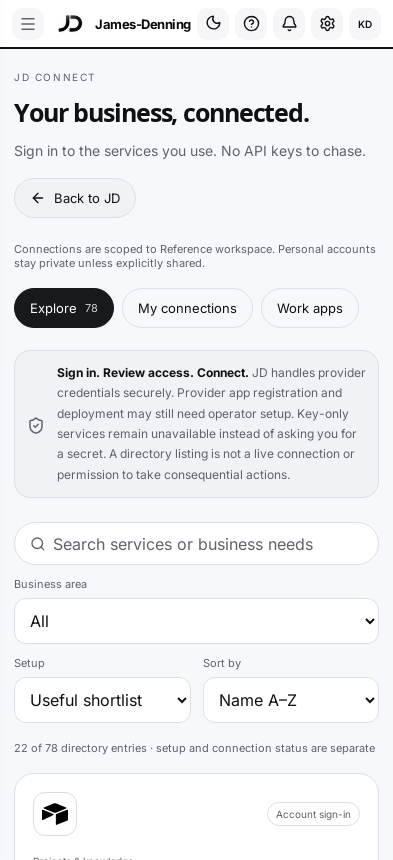 JD James-Denning KD
JD CONNECT
Your business, connected.
Sign in to the services you use. No API keys to chase.
Back to JD
Connections are scoped to Reference workspace. Personal accounts
stay private unless explicitly shared.
Explore 78 My connections Work apps
Sign in. Review access. Connect. JD handles provider
credentials securely. Provider app registration and
deployment may still need operator setup. Key-only
services remain unavailable instead of asking you for
a secret. A directory listing is not a live connection or
permission to take consequential actions.
Search services or business needs
Business area
All
Setup Sort by
Useful shortlist Name A–Z
22 of 78 directory entries · setup and connection status are separate
Account sign-in
Projects & knowledge